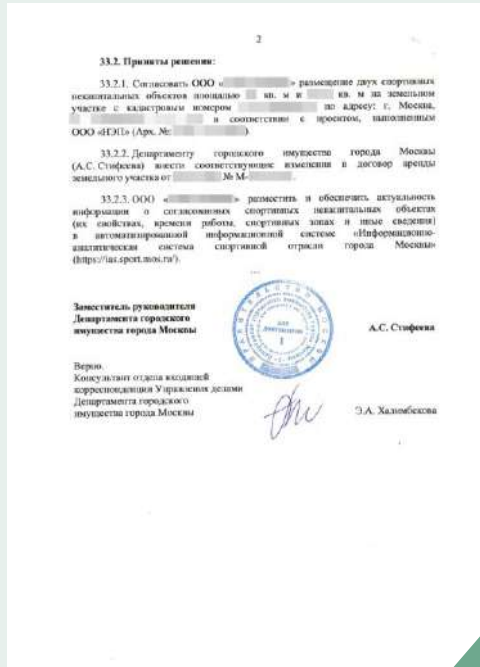 2
33.2. Приняты решения:
33.2.1. Согласовать ООО « » размещение двух спортивных
некапитальных объектов площадью кв. м и кв. м на земельном
участке с кадастровым номером по адресу: г. Москва,
в соответствии с проектом, выполненным
ООО «НЭП» (Арх. №: )
33.2.2. Департаменту городского имущества города Москвы
(А.С. Стифеева) внести соответствующие изменения в договор аренды
земельного участка от № М- .
33.2.3. ООО « » разместить и обеспечить актуальность
информации о согласованных спортивных некапитальных объектах
(их свойствах, времени работы, спортивных зонах и иные сведения)
в автоматизированной информационной системе «Информационно-
аналитическая система спортивной отрасли города Москвы»
(https://ias.sport.mos.ru/).
Заместитель руководителя
Департамента городского
имущества города Москвы
А.С. Стифеева
ПРАВИТЕЛЬСТВО МОСКВЫ
ДЛЯ
ДОКУМЕНТОВ
1
Верно.
Консультант отдела входящей
корреспонденции Управления делами
Департамента городского
имущества города Москвы
Э.А. Халимбекова